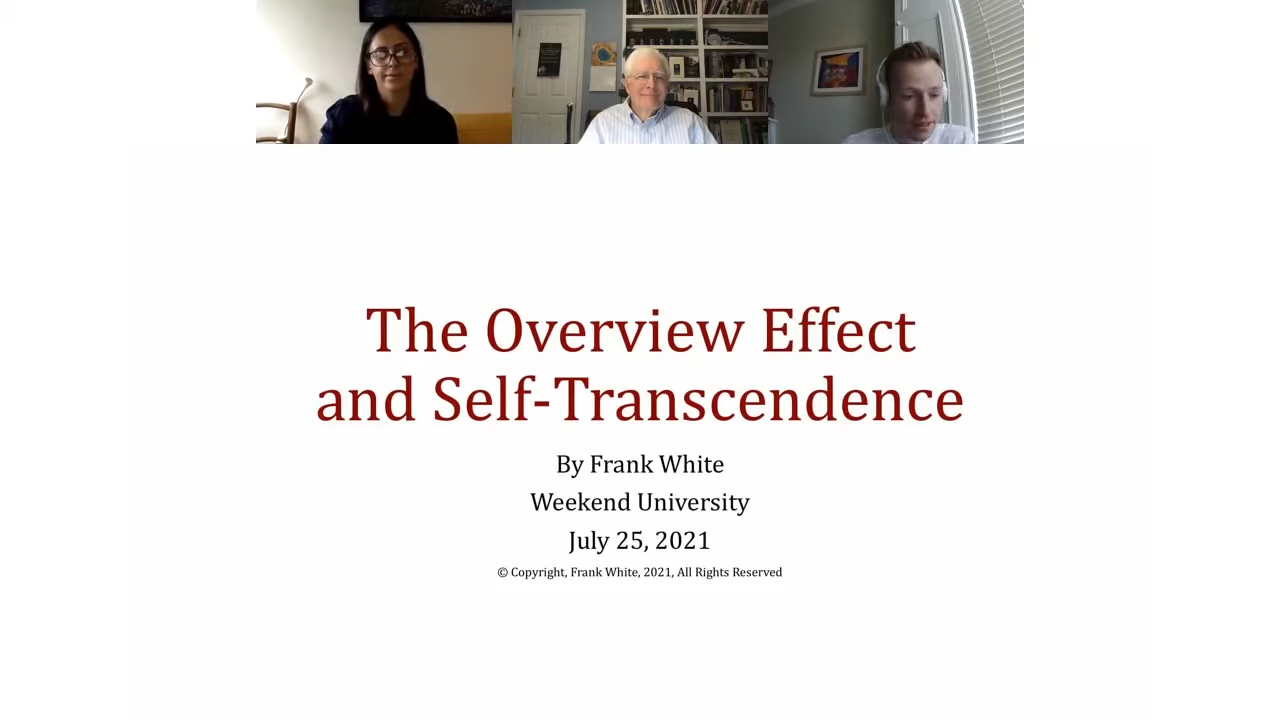 The Overview Effect
and Self-Transcendence
By Frank White
Weekend University
July 25, 2021
© Copyright, Frank White, 2021, All Rights Reserved